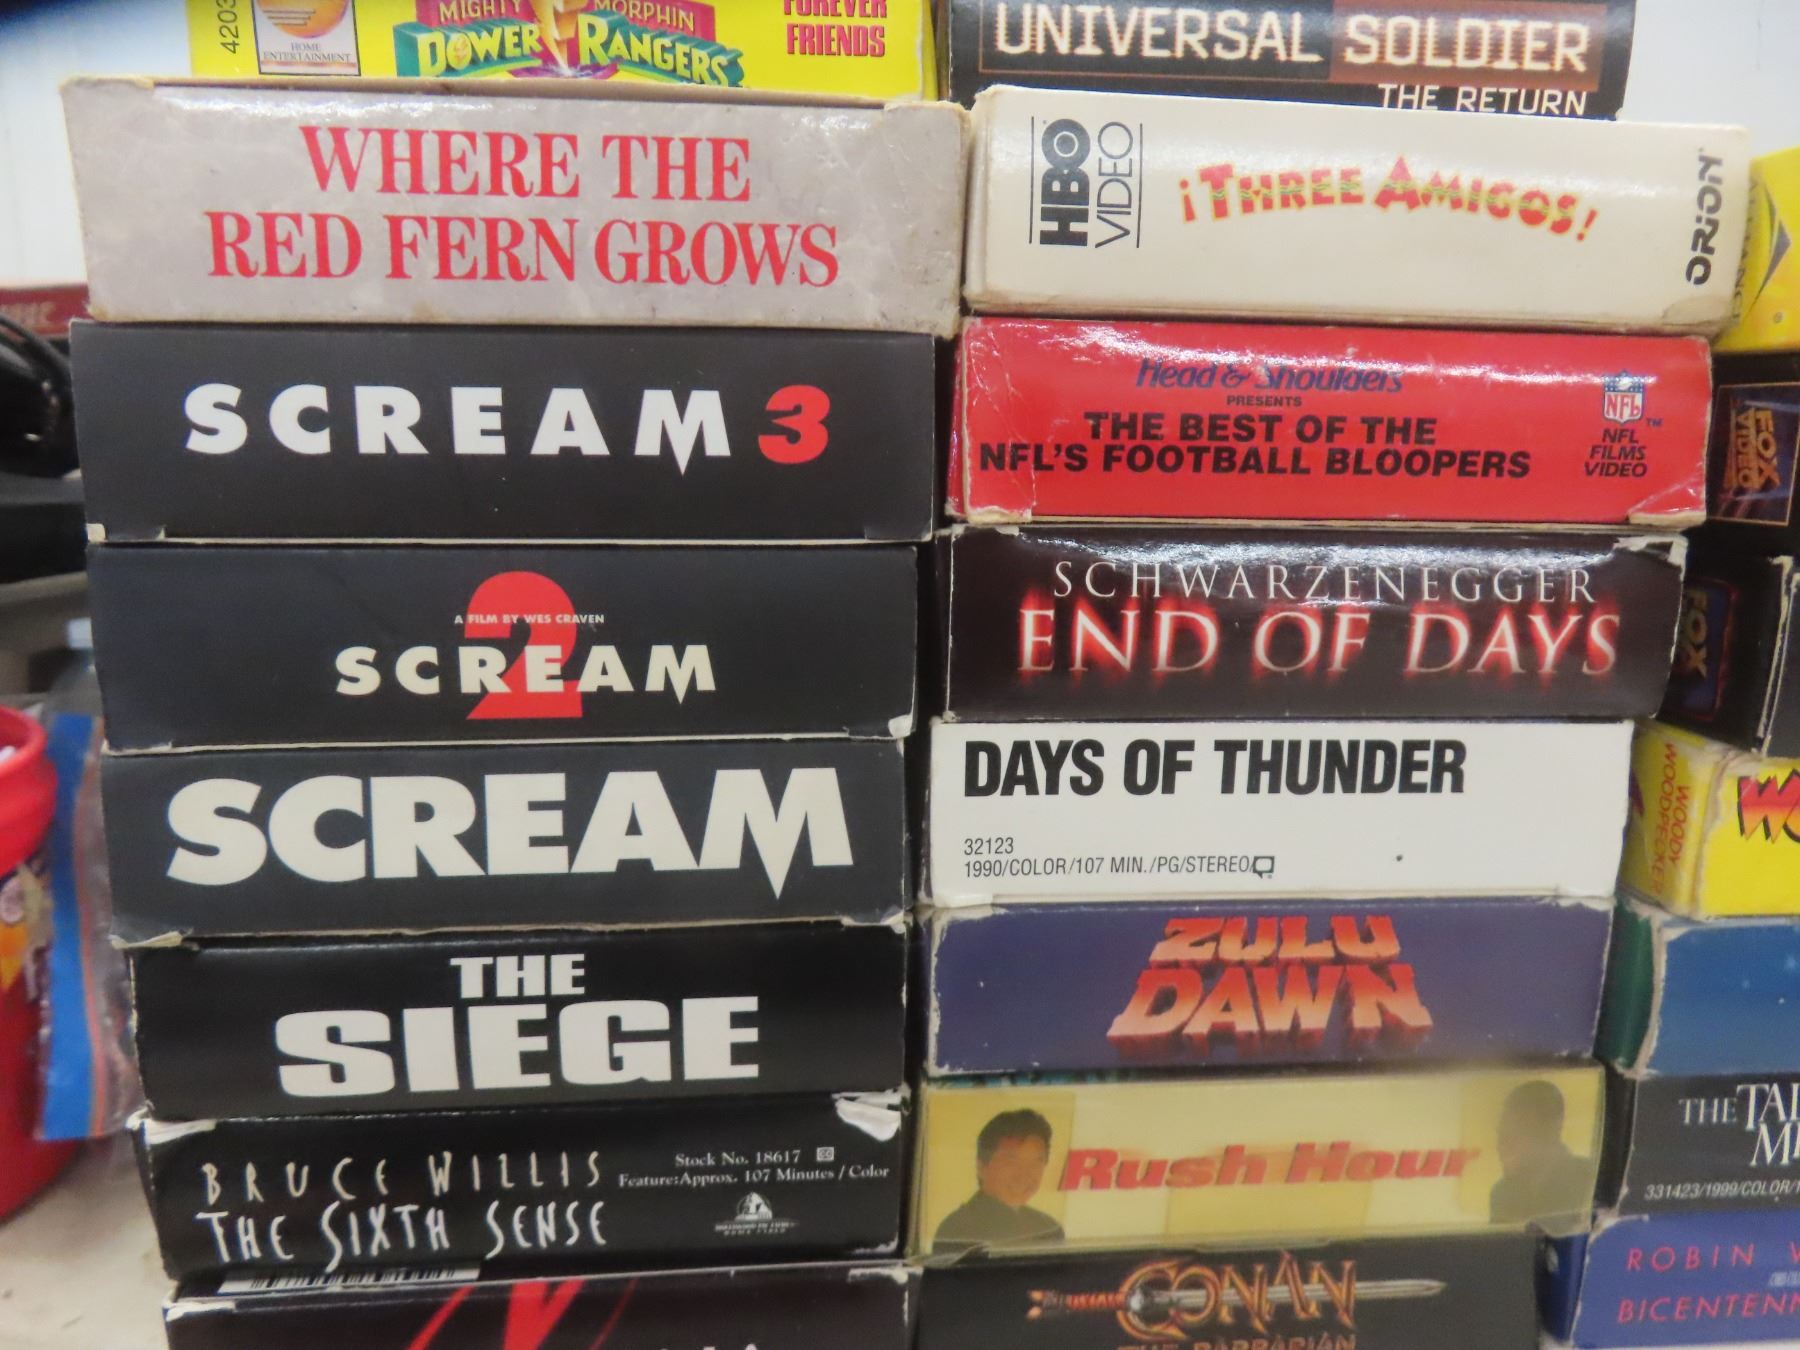 4203
HOME
ENTERTAINMENT
MIGHTY MORPHIN
POWER RANGERS
FOREVER
FRIENDS
WHERE THE
RED FERN GROWS
SCREAM 3
A FILM BY WES CRAVEN
2
SCREAM
SCREAM
THE
SIEGE
BRUCE WILLIS
THE SIXTH SENSE
Stock No. 18617
Feature:Approx. 107 Minutes / Color
UNIVERSAL SOLDIER
THE RETURN
HBO
VIDEO
¡THREE AMIGOS!
ORION
Head & Shoulders
PRESENTS
THE BEST OF THE
NFL'S FOOTBALL BLOOPERS
NFL
TM
NFL
FILMS
VIDEO
SCHWARZENEGGER
END OF DAYS
DAYS OF THUNDER
32123
1990/COLOR/107 MIN./PG/STEREO/
ZULU
DAWN
Rush Hour
CONAN
THE BARBARIAN
FOX
VIDEO
FOX
WOODY
WOODPECKER
THE
331423/1999/COLOR/
ROBIN